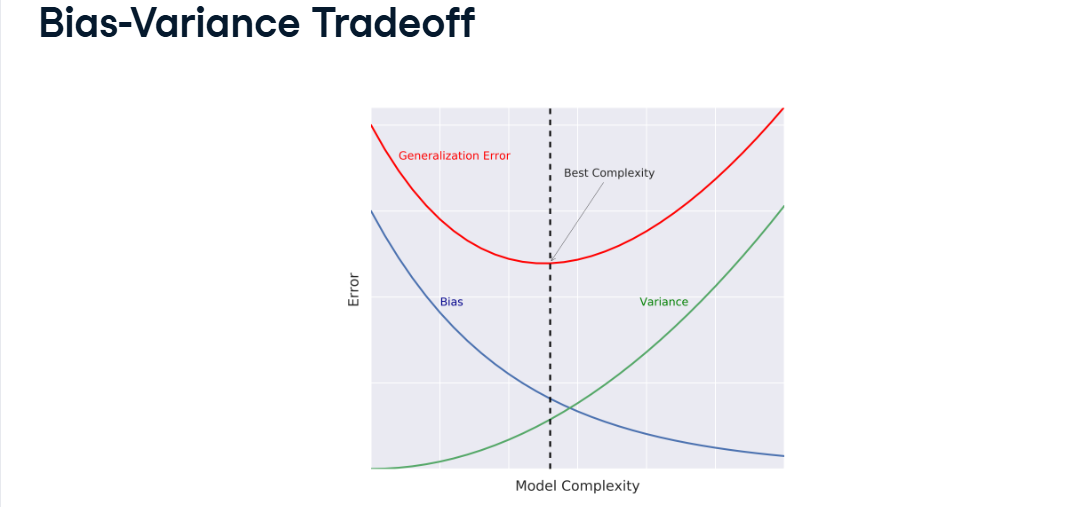 Bias-Variance Tradeoff
Generalization Error
Best Complexity
Bias
Variance
Error
Model Complexity